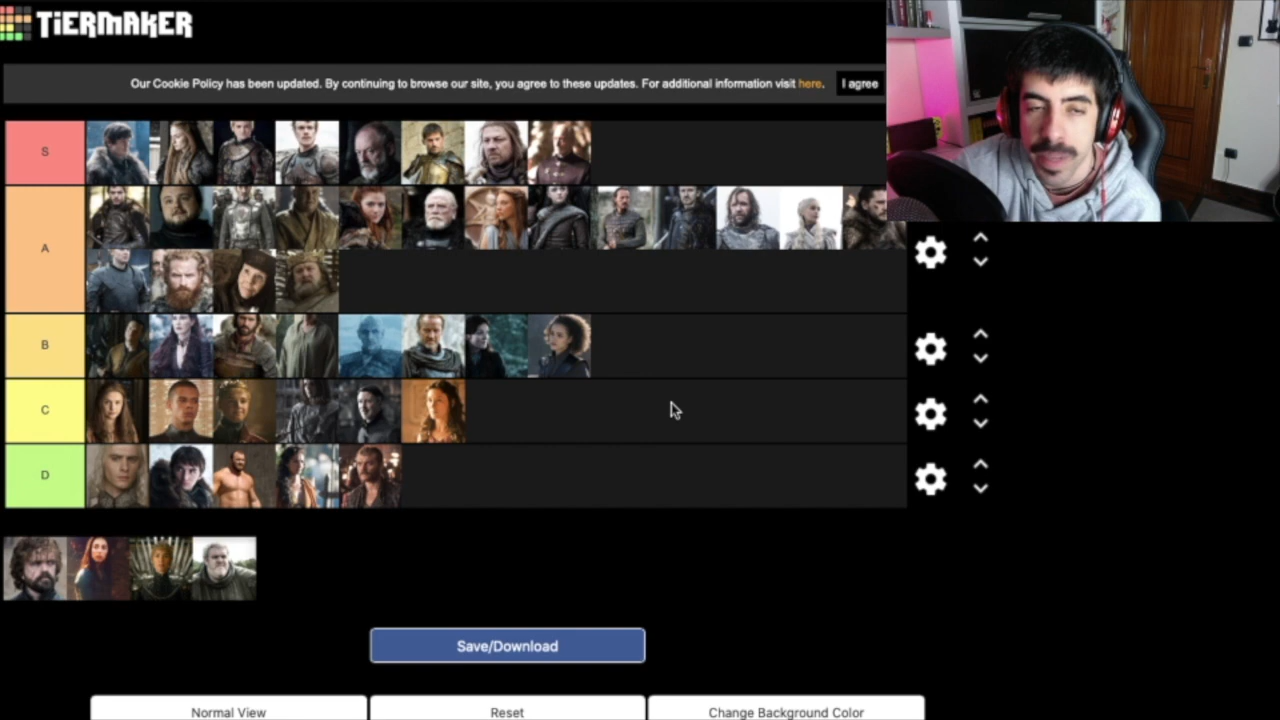 TiERMAKER
Our Cookie Policy has been updated. By continuing to browse our site, you agree to these updates. For additional information visit here. I agree
S
A
B
C
D
Save/Download
Normal View Reset Change Background Color